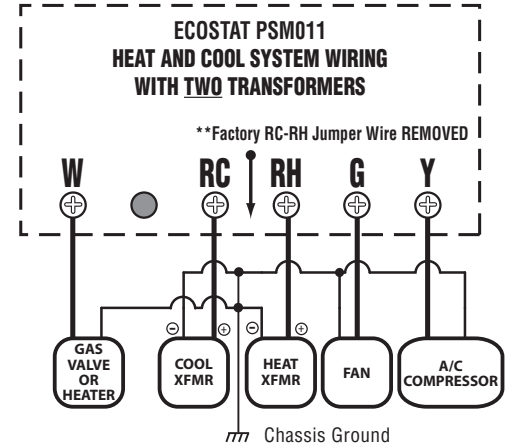 ECOSTAT PSM011
HEAT AND COOL SYSTEM WIRING
WITH TWO TRANSFORMERS
**Factory RC-RH Jumper Wire REMOVED
W RC RH G Y
⊖ ⊕ ⊖ ⊕
GAS
VALVE
OR
HEATER
COOL
XFMR
HEAT
XFMR
FAN
A/C
COMPRESSOR
Chassis Ground